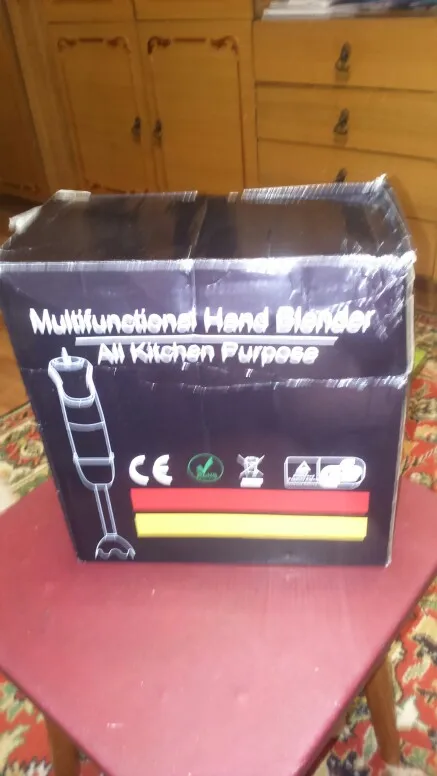 Multifunctional Hand Blender
All Kitchen Purpose
CE